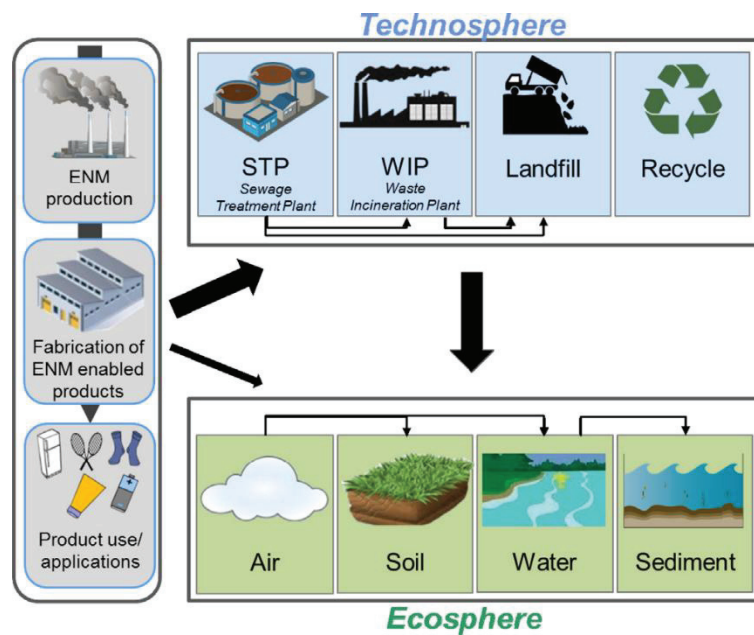 Technosphere
ENM
production
Fabrication of
ENM enabled
products
Product use/
applications
STP
Sewage
Treatment Plant
WIP
Waste
Incineration Plant
Landfill
Recycle
Air
Soil
Water
Sediment
Ecosphere